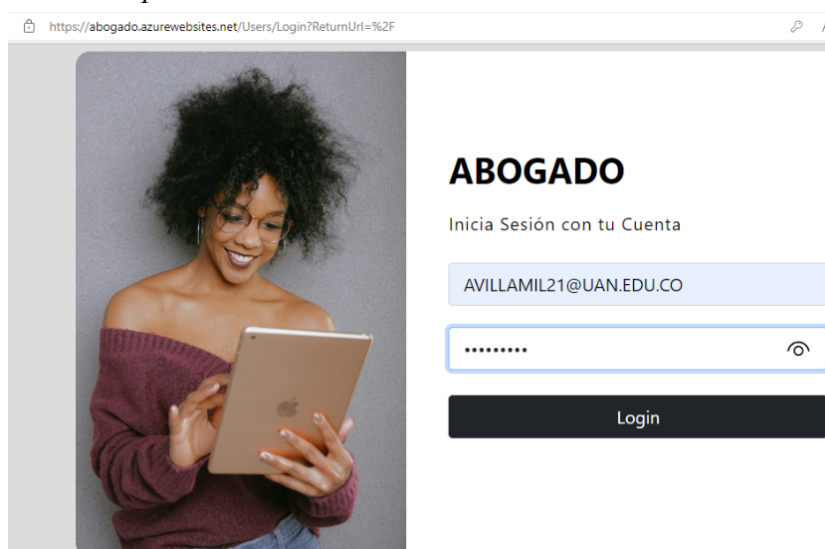 https://abogado.azurewebsites.net/Users/Login?ReturnUrl=%2F
ABOGADO
Inicia Sesión con tu Cuenta
AVILLAMIL21@UAN.EDU.CO
•••••••••
Login